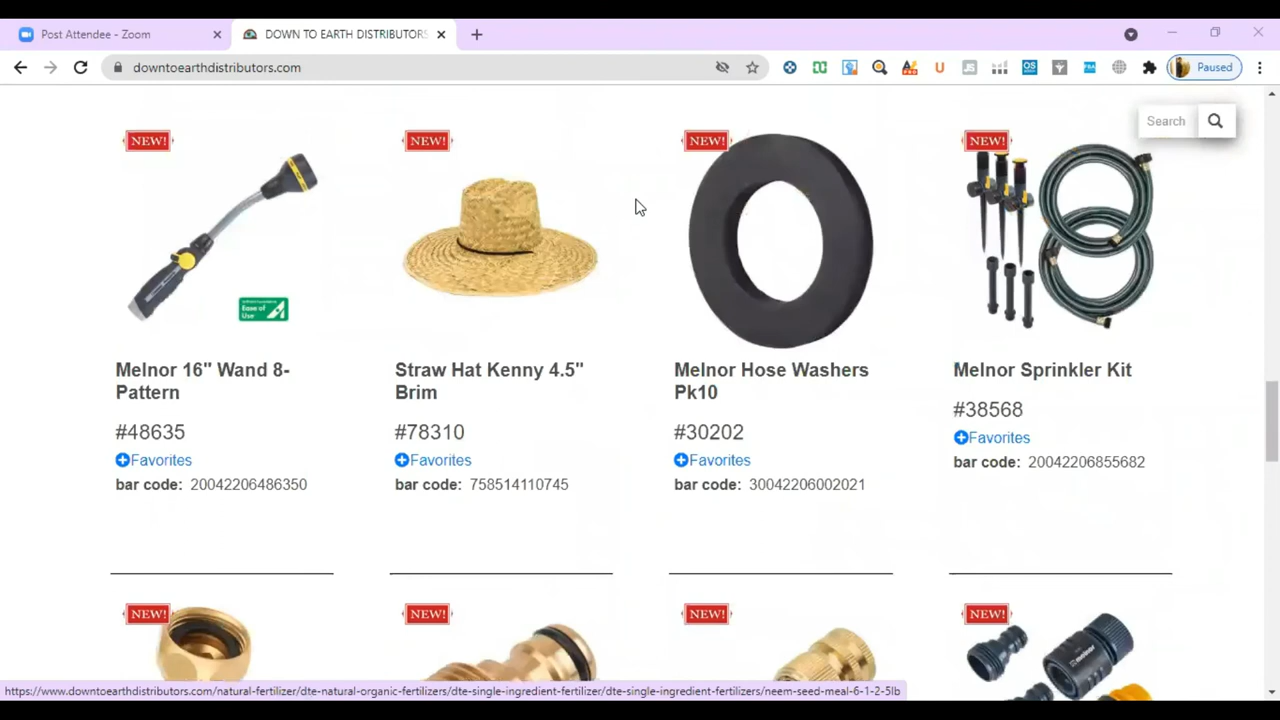 Post Attendee - Zoom
DOWN TO EARTH DISTRIBUTORS
downtoearthdistributors.com
Paused
Search
NEW!
NEW!
NEW!
NEW!
Ease of
Use
Melnor 16" Wand 8-
Pattern
#48635
Favorites
bar code: 20042206486350
Straw Hat Kenny 4.5"
Brim
#78310
Favorites
bar code: 758514110745
Melnor Hose Washers
Pk10
#30202
Favorites
bar code: 30042206002021
Melnor Sprinkler Kit
#38568
Favorites
bar code: 20042206855682
NEW!
NEW!
NEW!
NEW!
https://www.downtoearthdistributors.com/natural-fertilizer/dte-natural-organic-fertilizers/dte-single-ingredient-fertilizer/dte-single-ingredient-fertilizers/neem-seed-meal-6-1-2-5lb